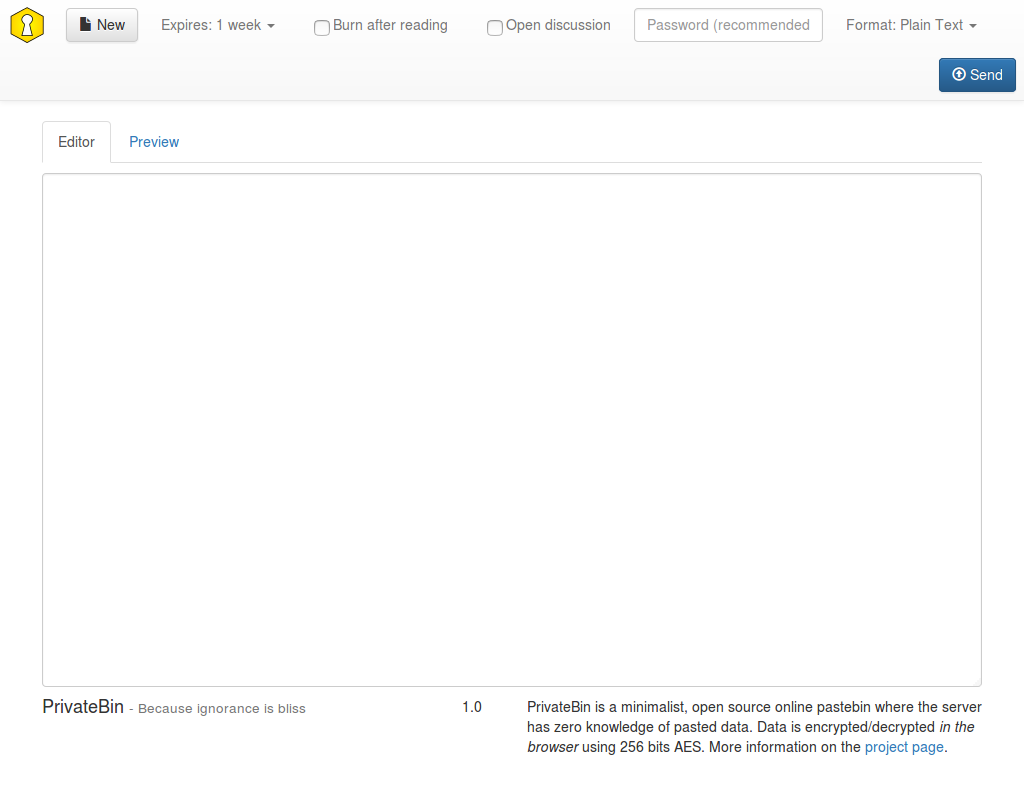 New Expires: 1 week Burn after reading Open discussion Password (recommended Format: Plain Text
Send
Editor Preview
PrivateBin - Because ignorance is bliss 1.0 PrivateBin is a minimalist, open source online pastebin where the server
has zero knowledge of pasted data. Data is encrypted/decrypted in the
browser using 256 bits AES. More information on the project page.